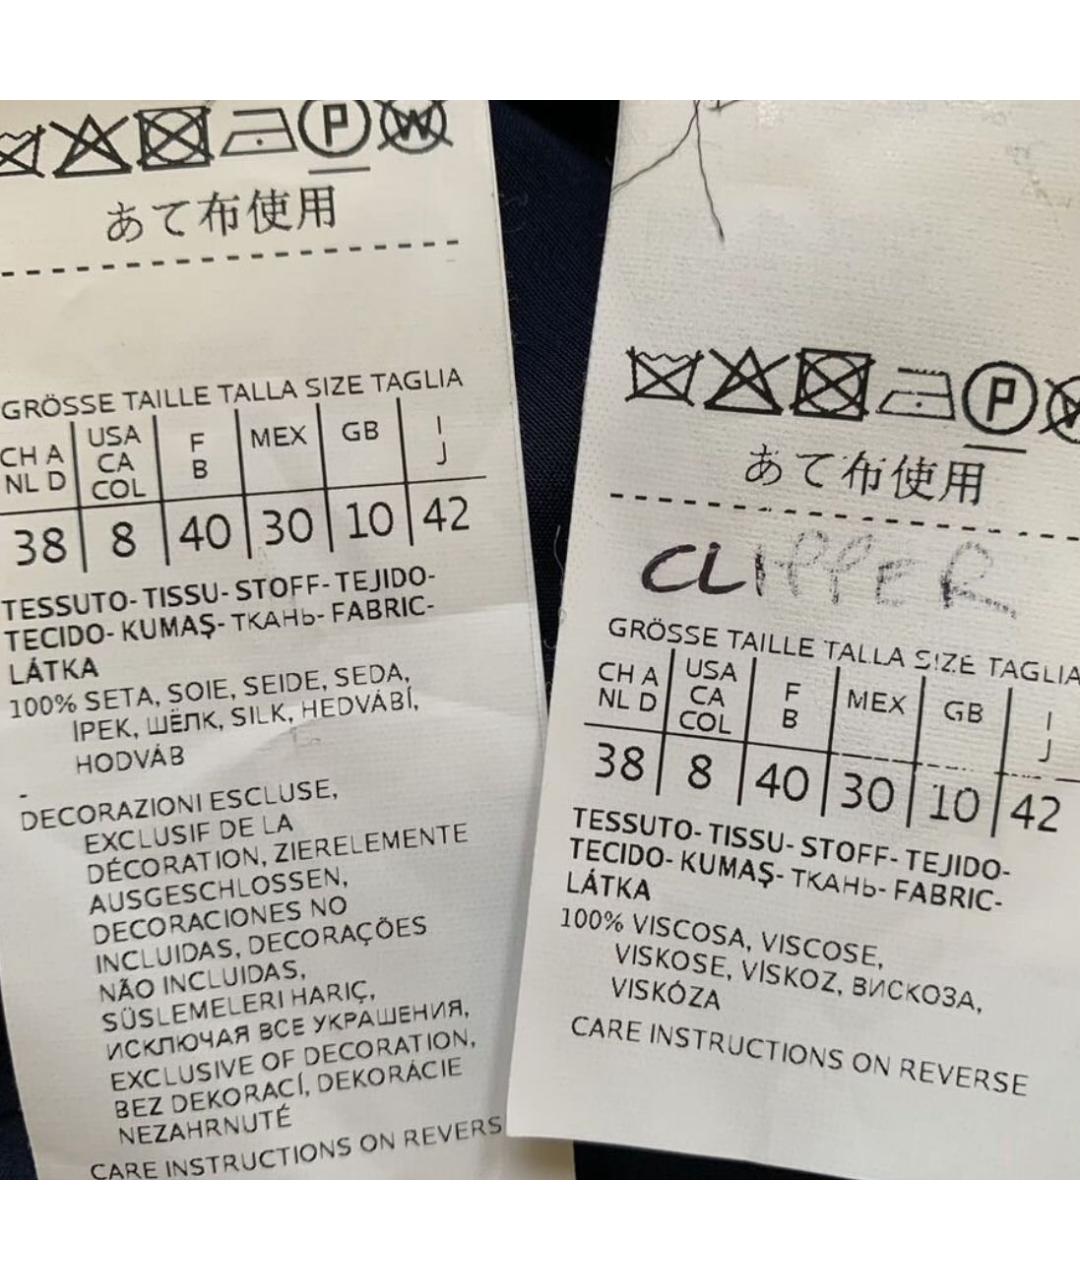 P W
あて布使用
GRÖSSE TAILLE TALLA SIZE TAGLIA
CH A NL D USA CA COL F B MEX GB I J
38 8 40 30 10 42
TESSUTO- TISSU- STOFF- TEJIDO-
TECIDO- KUMAŞ- ТКАНЬ- FABRIC-
LÁTKA
100% SETA, SOIE, SEIDE, SEDA,
İPEK, ШЁЛК, SILK, HEDVÁBÍ,
HODVÁB
-
DECORAZIONI ESCLUSE,
EXCLUSIF DE LA
DÉCORATION, ZIERELEMENTE
AUSGESCHLOSSEN,
DECORACIONES NO
INCLUIDAS, DECORAÇÕES
NÃO INCLUIDAS,
SÜSLEMELERI HARIÇ,
ИСКЛЮЧАЯ ВСЕ УКРАШЕНИЯ,
EXCLUSIVE OF DECORATION,
BEZ DEKORACÍ, DEKORÁCIE
NEZAHRNUTÉ
CARE INSTRUCTIONS ON REVERS
P W
あて布使用
CLIPPER
GRÖSSE TAILLE TALLA SIZE TAGLIA
CH A NL D USA CA COL F B MEX GB I J
38 8 40 30 10 42
TESSUTO- TISSU- STOFF- TEJIDO-
TECIDO- KUMAŞ- ТКАНЬ- FABRIC-
LÁTKA
100% VISCOSA, VISCOSE,
VISKOSE, VISKOZ, ВИСКОЗА,
VISKÓZA
CARE INSTRUCTIONS ON REVERSE